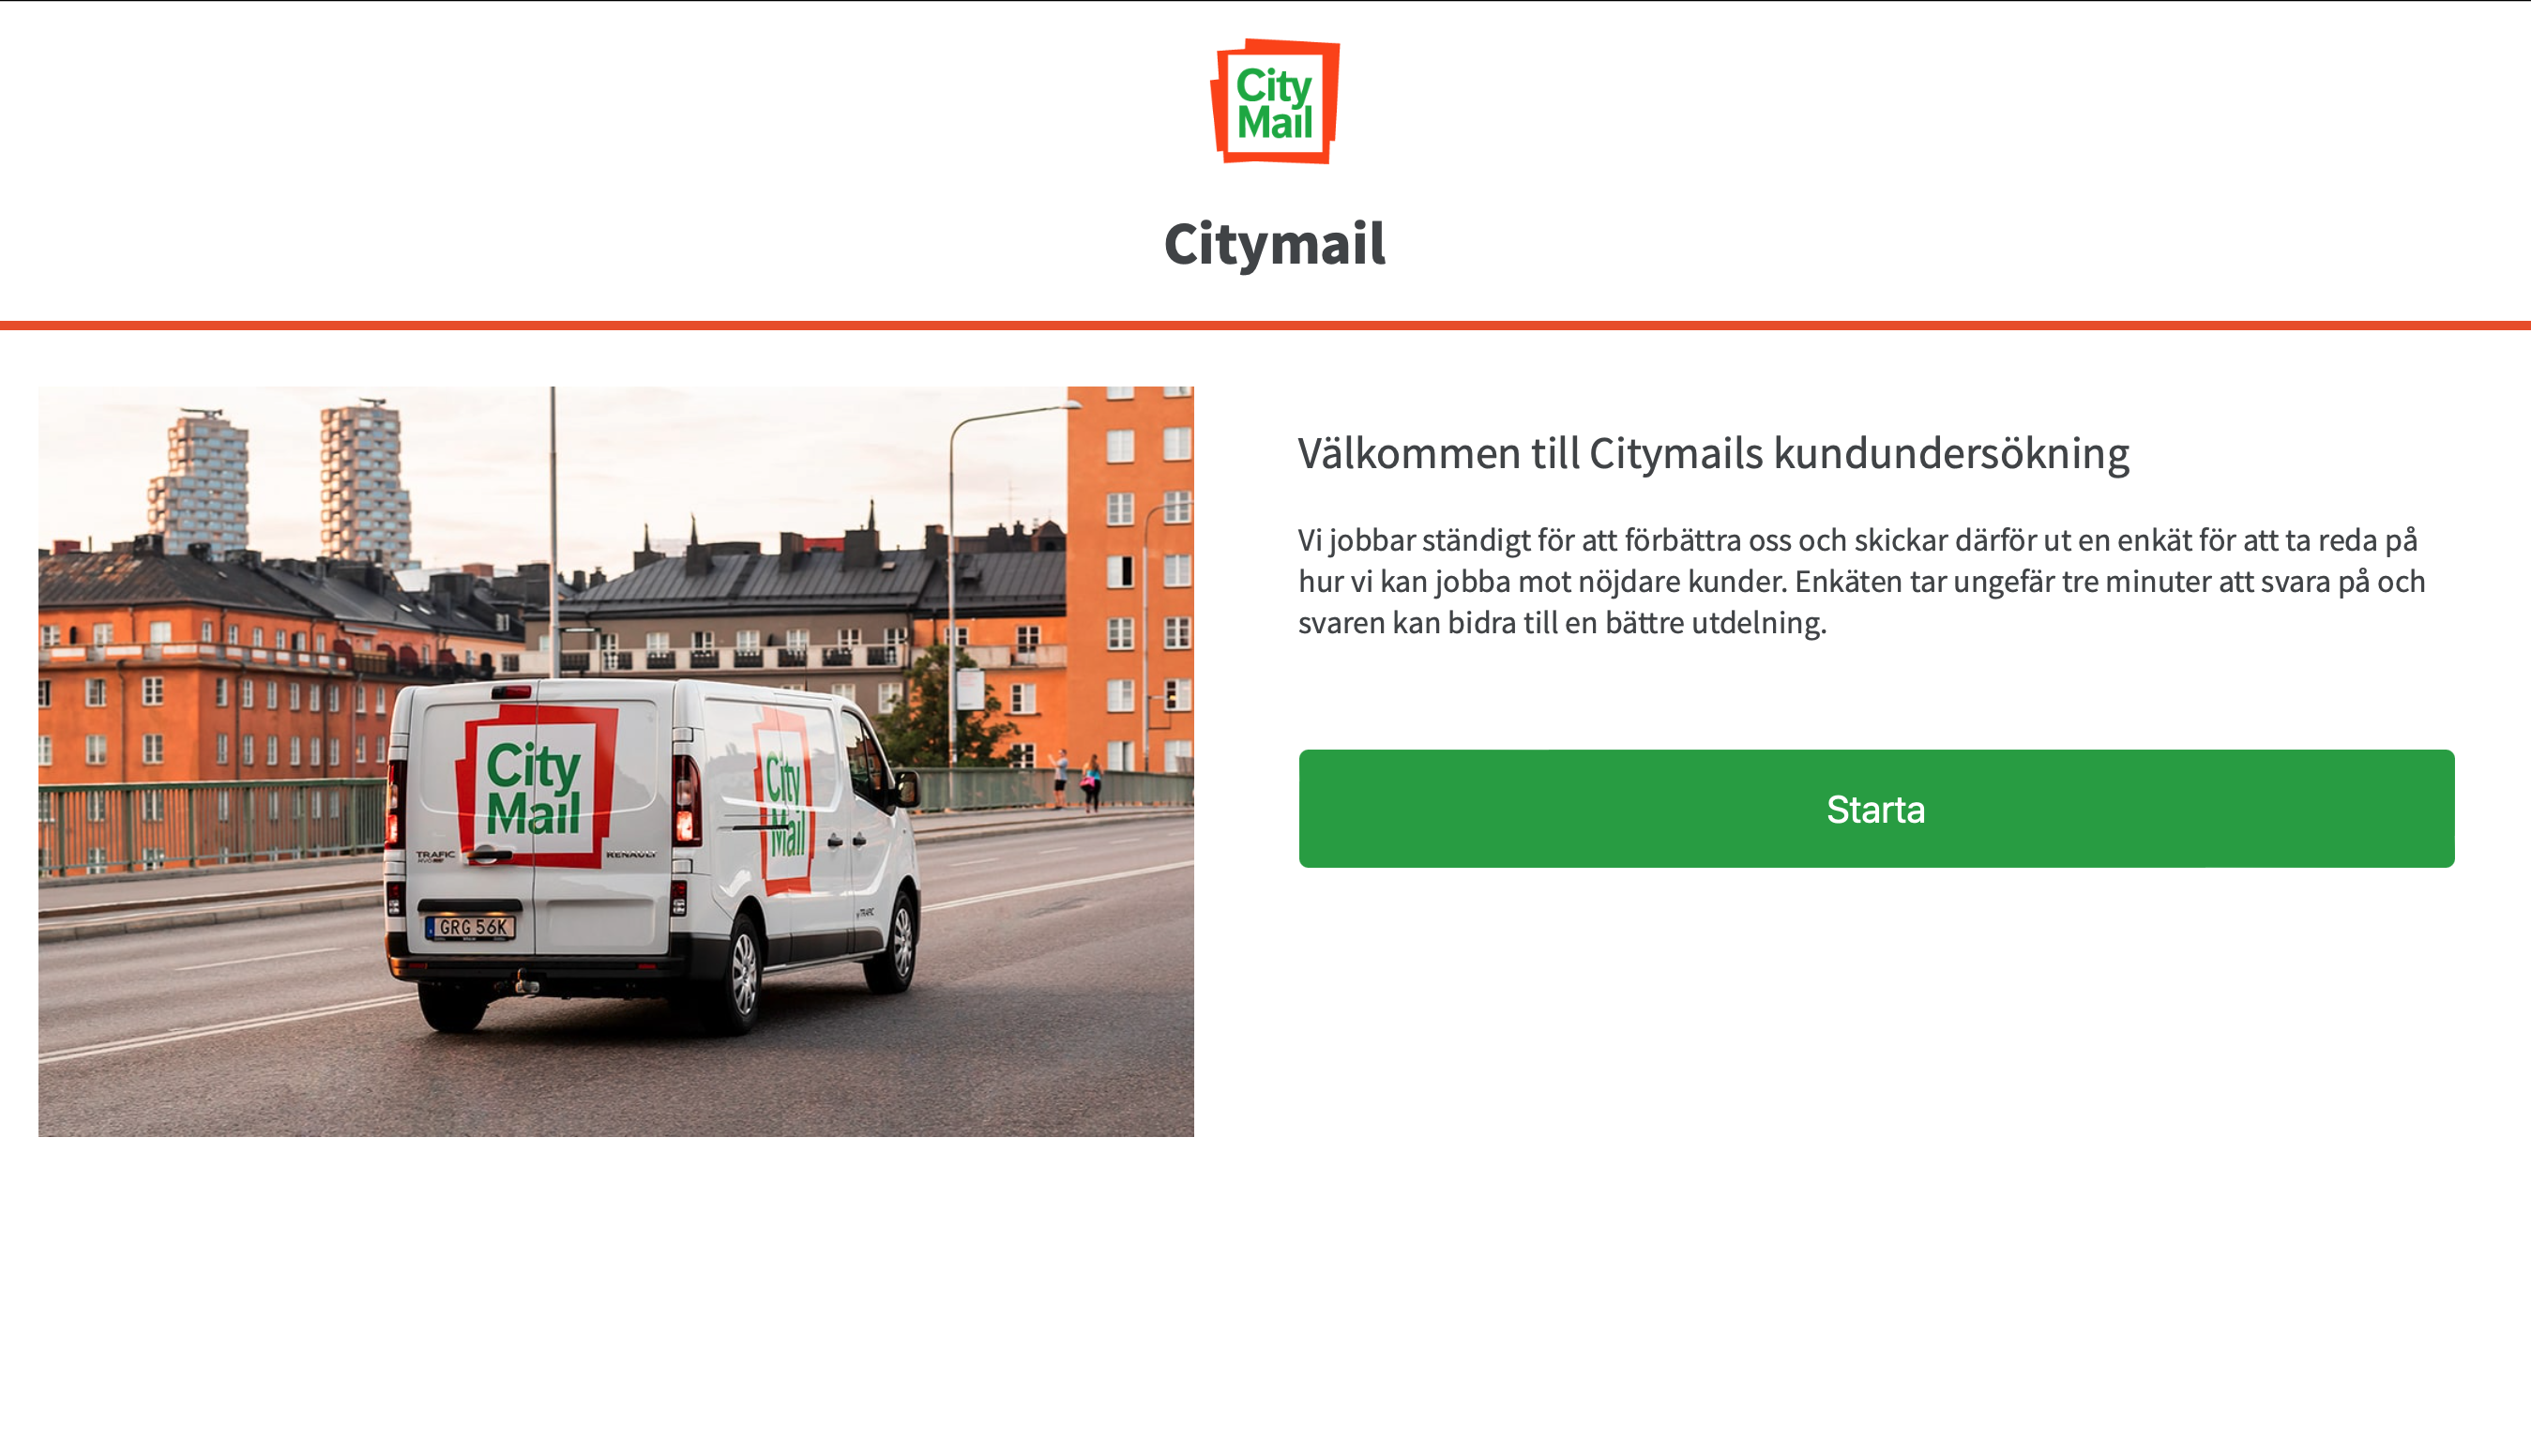 City
Mail
Citymail
Välkommen till Citymails kundundersökning
Vi jobbar ständigt för att förbättra oss och skickar därför ut en enkät för att ta reda på
hur vi kan jobba mot nöjdare kunder. Enkäten tar ungefär tre minuter att svara på och
svaren kan bidra till en bättre utdelning.
Starta
City
Mail
City
Mail
TRAFIC
RENAULT
GRG 56K
TRAFIC